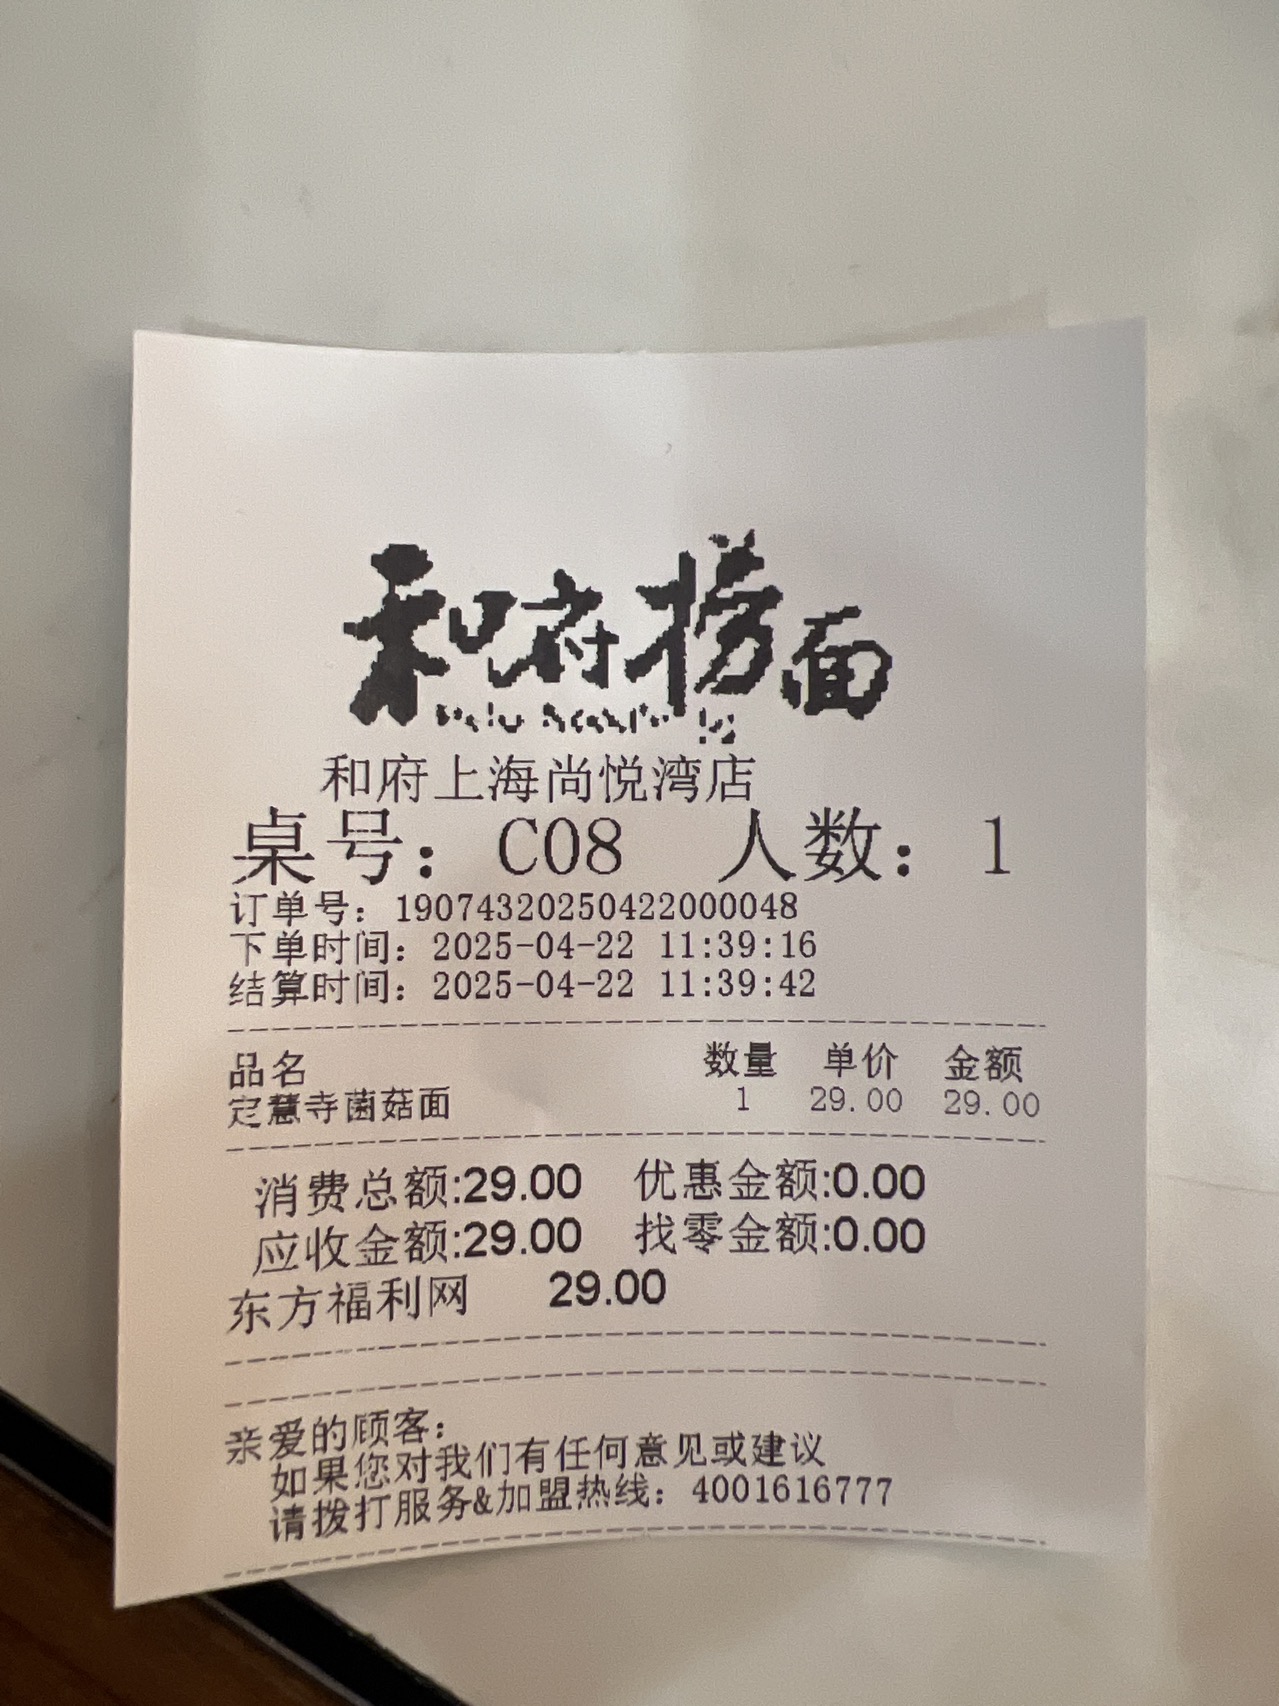 和府捞面
和府上海尚悦湾店
桌号：C08 人数：1
订单号：19074320250422000048
下单时间：2025-04-22 11:39:16
结算时间：2025-04-22 11:39:42
品名 数量 单价 金额
定慧寺菌菇面 1 29.00 29.00
消费总额:29.00 优惠金额:0.00
应收金额:29.00 找零金额:0.00
东方福利网 29.00
亲爱的顾客：
如果您对我们有任何意见或建议
请拨打服务&加盟热线：4001616777